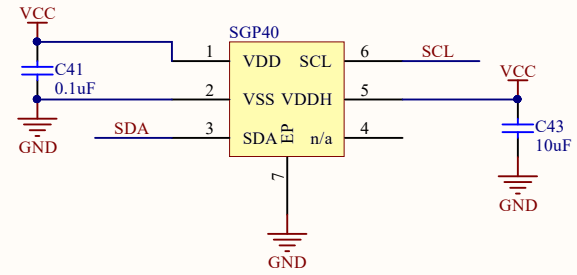 VCC
SGP40
C41
0.1uF
1
VDD
SCL
6
SCL
2
VSS
VDDH
5
VCC
SDA
3
SDA
EP
n/a
4
C43
10uF
GND
7
GND
GND